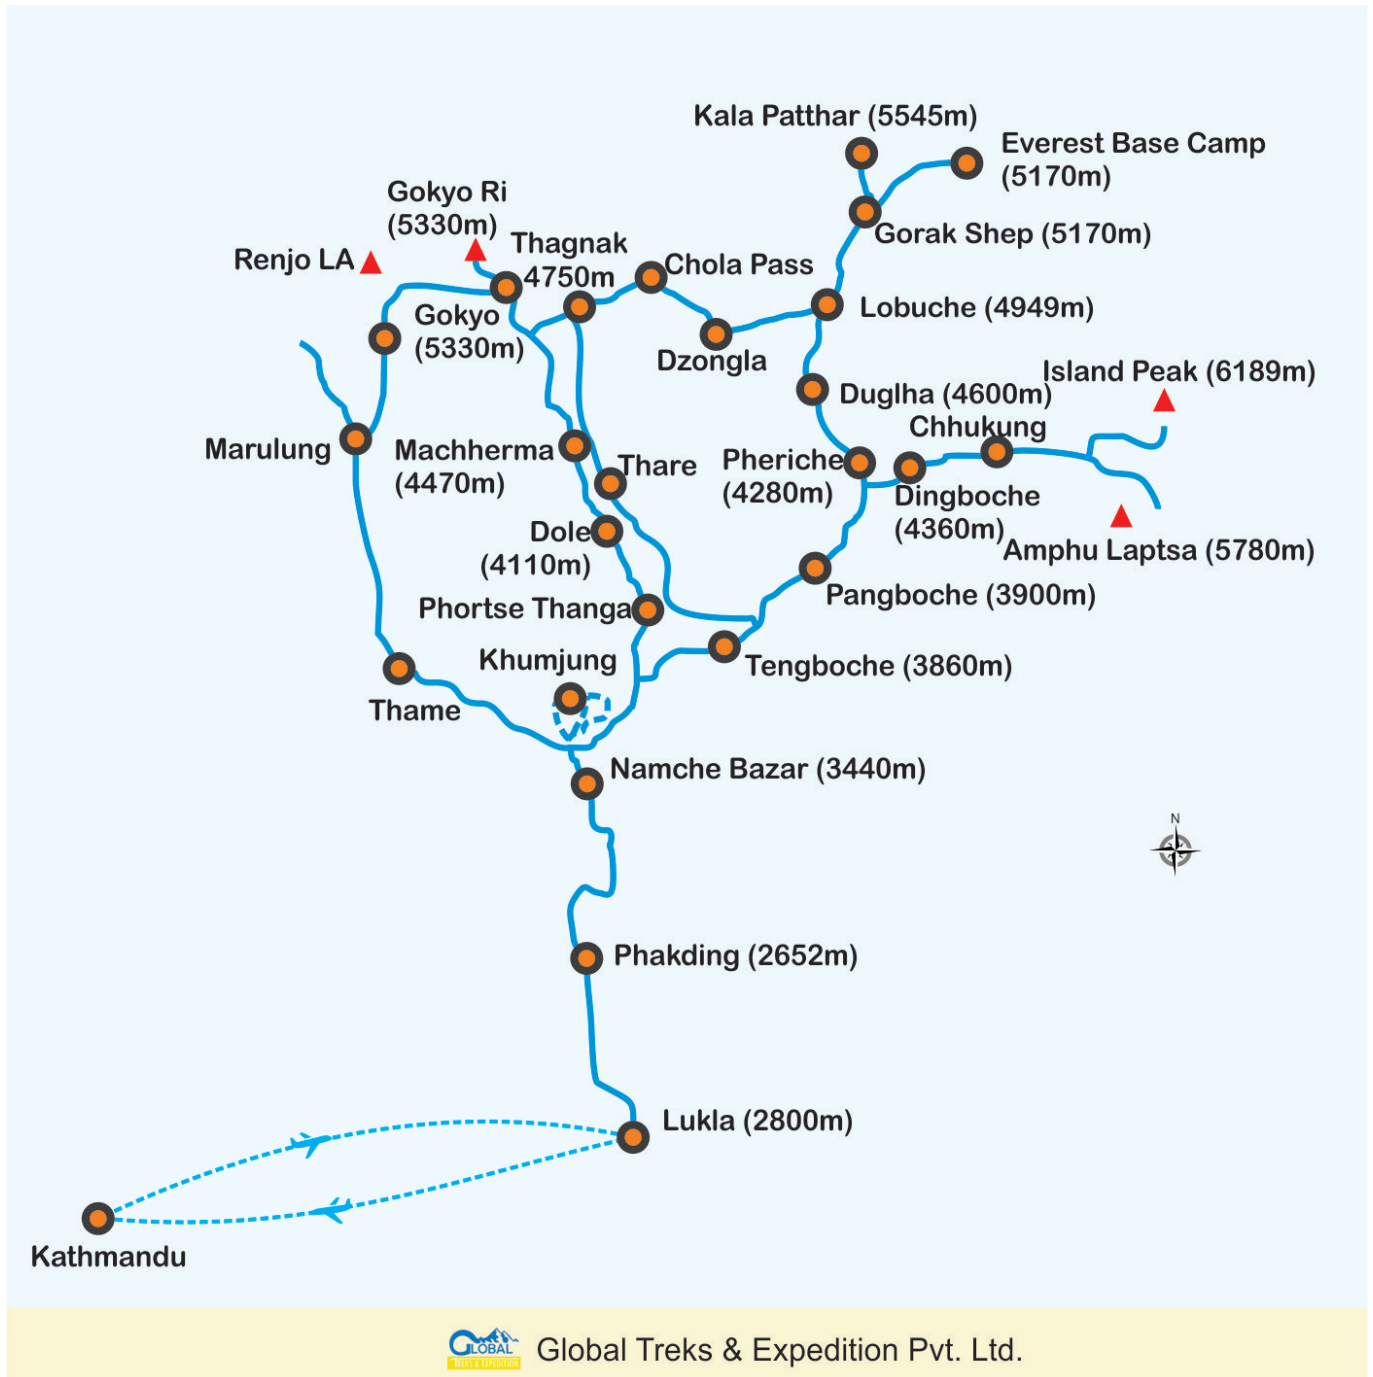 Kala Patthar (5545m)
Everest Base Camp
(5170m)
Gokyo Ri
(5330m)
Thagnak
4750m
Renjo LA
Chola Pass
Gorak Shep (5170m)
Gokyo
(5330m)
Dzongla
Lobuche (4949m)
Island Peak (6189m)
Duglha (4600m)
Chhukung
Marulung
Machherma
(4470m)
Thare
Pheriche
(4280m)
Dingboche
(4360m)
Amphu Laptsa (5780m)
Dole
(4110m)
Pangboche (3900m)
Phortse Thanga
Khumjung
Tengboche (3860m)
Thame
Namche Bazar (3440m)
N
Phakding (2652m)
Lukla (2800m)
Kathmandu
GLOBAL
TREKS & EXPEDITION
Global Treks & Expedition Pvt. Ltd.